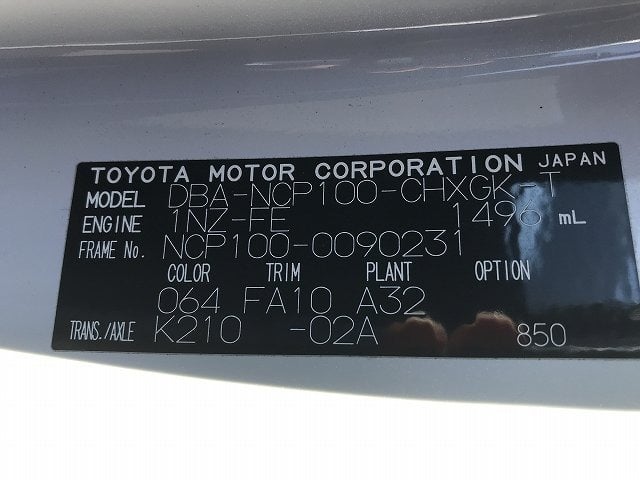 TOYOTA MOTOR CORPORATION JAPAN
MODEL DBA-NCP100-CHXGK-T
ENGINE 1NZ-FE 1496 mL
FRAME No. NCP100-0090231
COLOR TRIM PLANT OPTION
064 FA10 A32
TRANS./AXLE K210 -02A 850